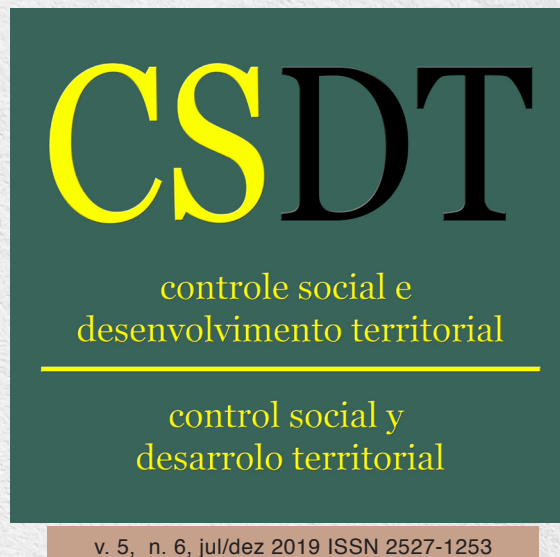 CSDT
controle social e
desenvolvimento territorial
control social y
desarrolo territorial
v. 5, n. 6, jul/dez 2019 ISSN 2527-1253